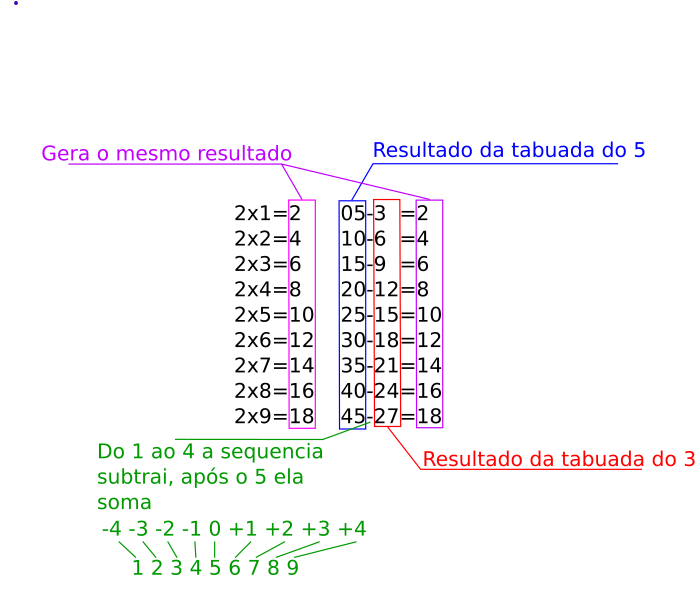 Gera o mesmo resultado
Resultado da tabuada do 5
2x1=2 05-3 =2
2x2=4 10-6 =4
2x3=6 15-9 =6
2x4=8 20-12=8
2x5=10 25-15=10
2x6=12 30-18=12
2x7=14 35-21=14
2x8=16 40-24=16
2x9=18 45-27=18
Do 1 ao 4 a sequencia
subtrai, após o 5 ela
soma
Resultado da tabuada do 3
-4 -3 -2 -1 0 +1 +2 +3 +4
1 2 3 4 5 6 7 8 9